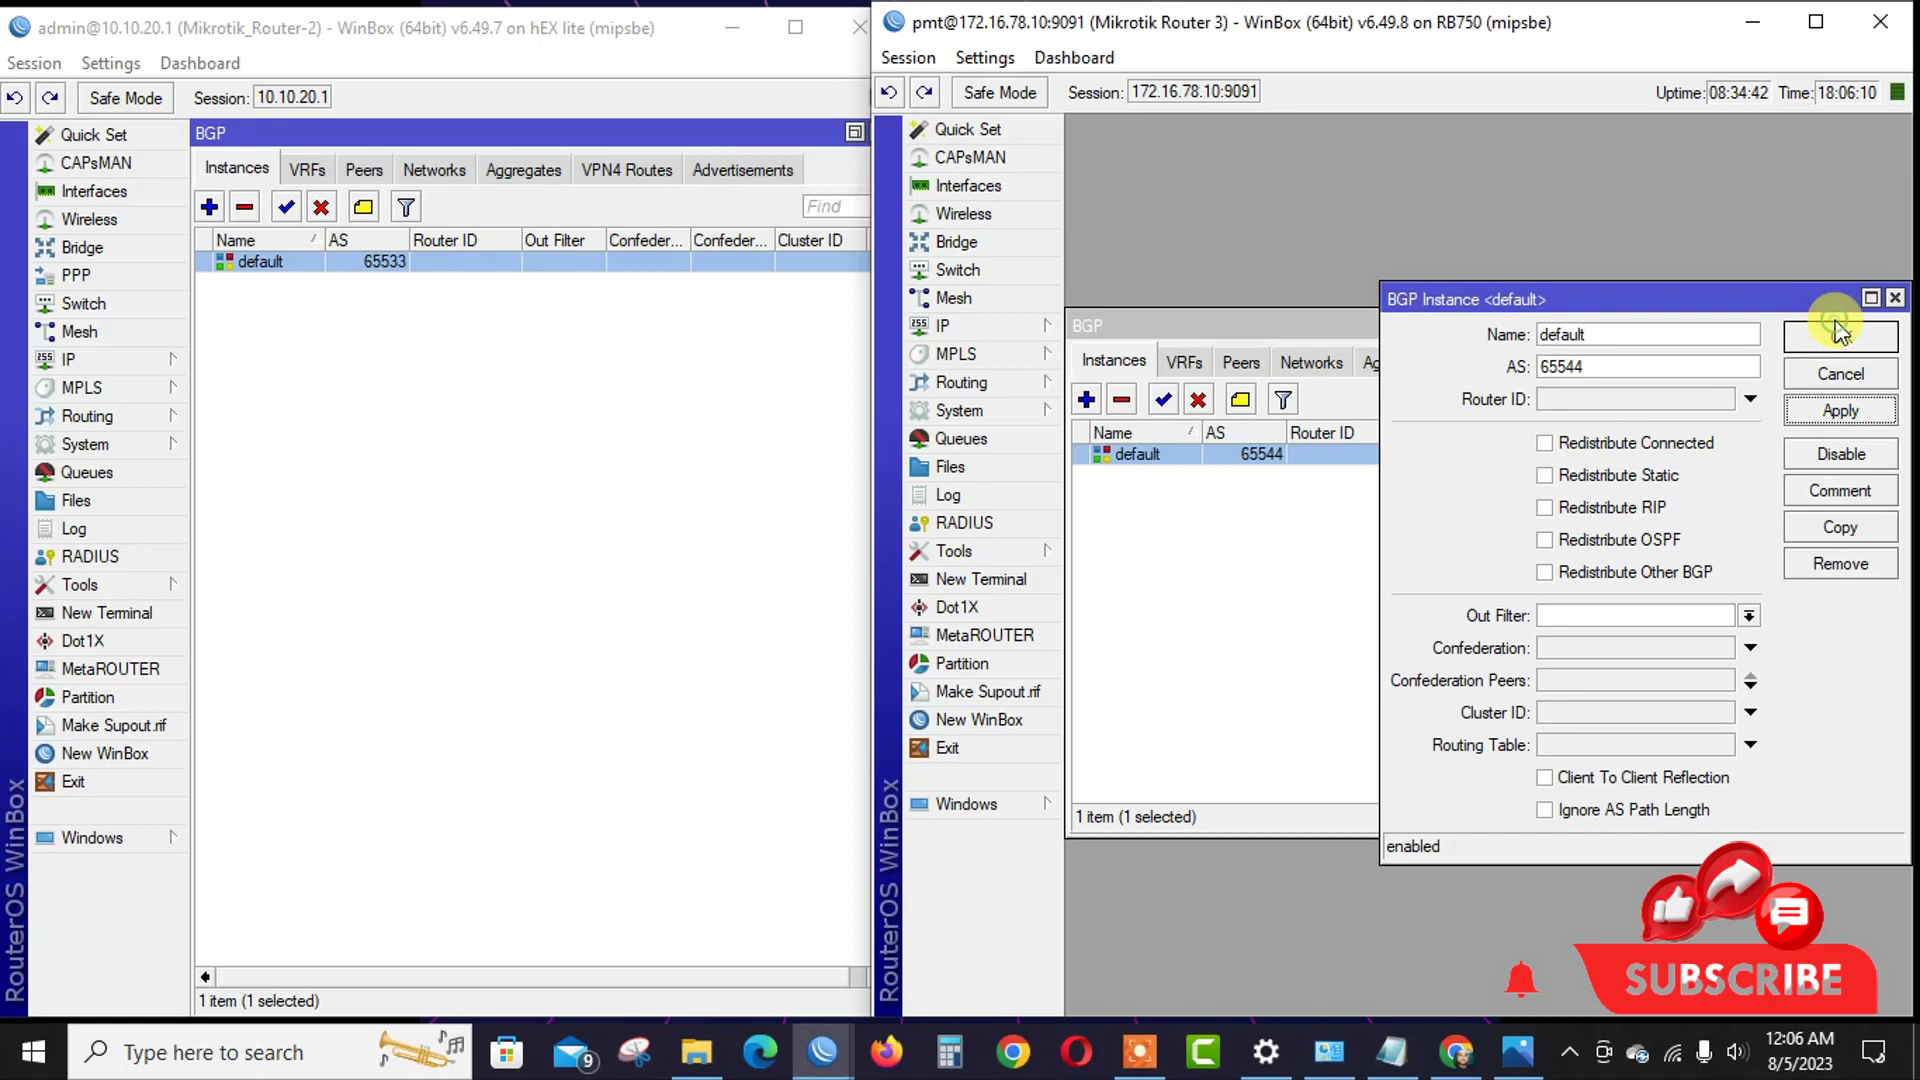 admin@10.10.20.1 (Mikrotik_Router-2) - WinBox (64bit) v6.49.7 on hEX lite (mipsbe)
Session Settings Dashboard
Safe Mode Session: 10.10.20.1
BGP
Instances VRFs Peers Networks Aggregates VPN4 Routes Advertisements
Find
Name AS Router ID Out Filter Confeder... Confeder... Cluster ID
default 65533
1 item (1 selected)
Quick Set
CAPsMAN
Interfaces
Wireless
Bridge
PPP
Switch
Mesh
IP
MPLS
Routing
System
Queues
Files
Log
RADIUS
Tools
New Terminal
Dot1X
MetaROUTER
Partition
Make Supout.rif
New WinBox
Exit
Windows
RouterOS WinBox
pmt@172.16.78.10:9091 (Mikrotik Router 3) - WinBox (64bit) v6.49.8 on RB750 (mipsbe)
Session Settings Dashboard
Safe Mode Session: 172.16.78.10:9091 Uptime: 08:34:42 Time: 18:06:10
Quick Set
CAPsMAN
Interfaces
Wireless
Bridge
Switch
Mesh
255 IP
MPLS
Routing
System
Queues
Files
Log
RADIUS
Tools
New Terminal
Dot1X
MetaROUTER
Partition
Make Supout.rif
New WinBox
Exit
Windows
RouterOS WinBox
BGP
Instances VRFs Peers Networks Ag
Name AS Router ID
default 65544
1 item (1 selected)
BGP Instance <default>
Name: default
AS: 65544
Router ID:
Redistribute Connected
Redistribute Static
Redistribute RIP
Redistribute OSPF
Redistribute Other BGP
Out Filter:
Confederation:
Confederation Peers:
Cluster ID:
Routing Table:
Client To Client Reflection
Ignore AS Path Length
enabled
Cancel
Apply
Disable
Comment
Copy
Remove
SUBSCRIBE
Type here to search
9
12:06 AM
8/5/2023